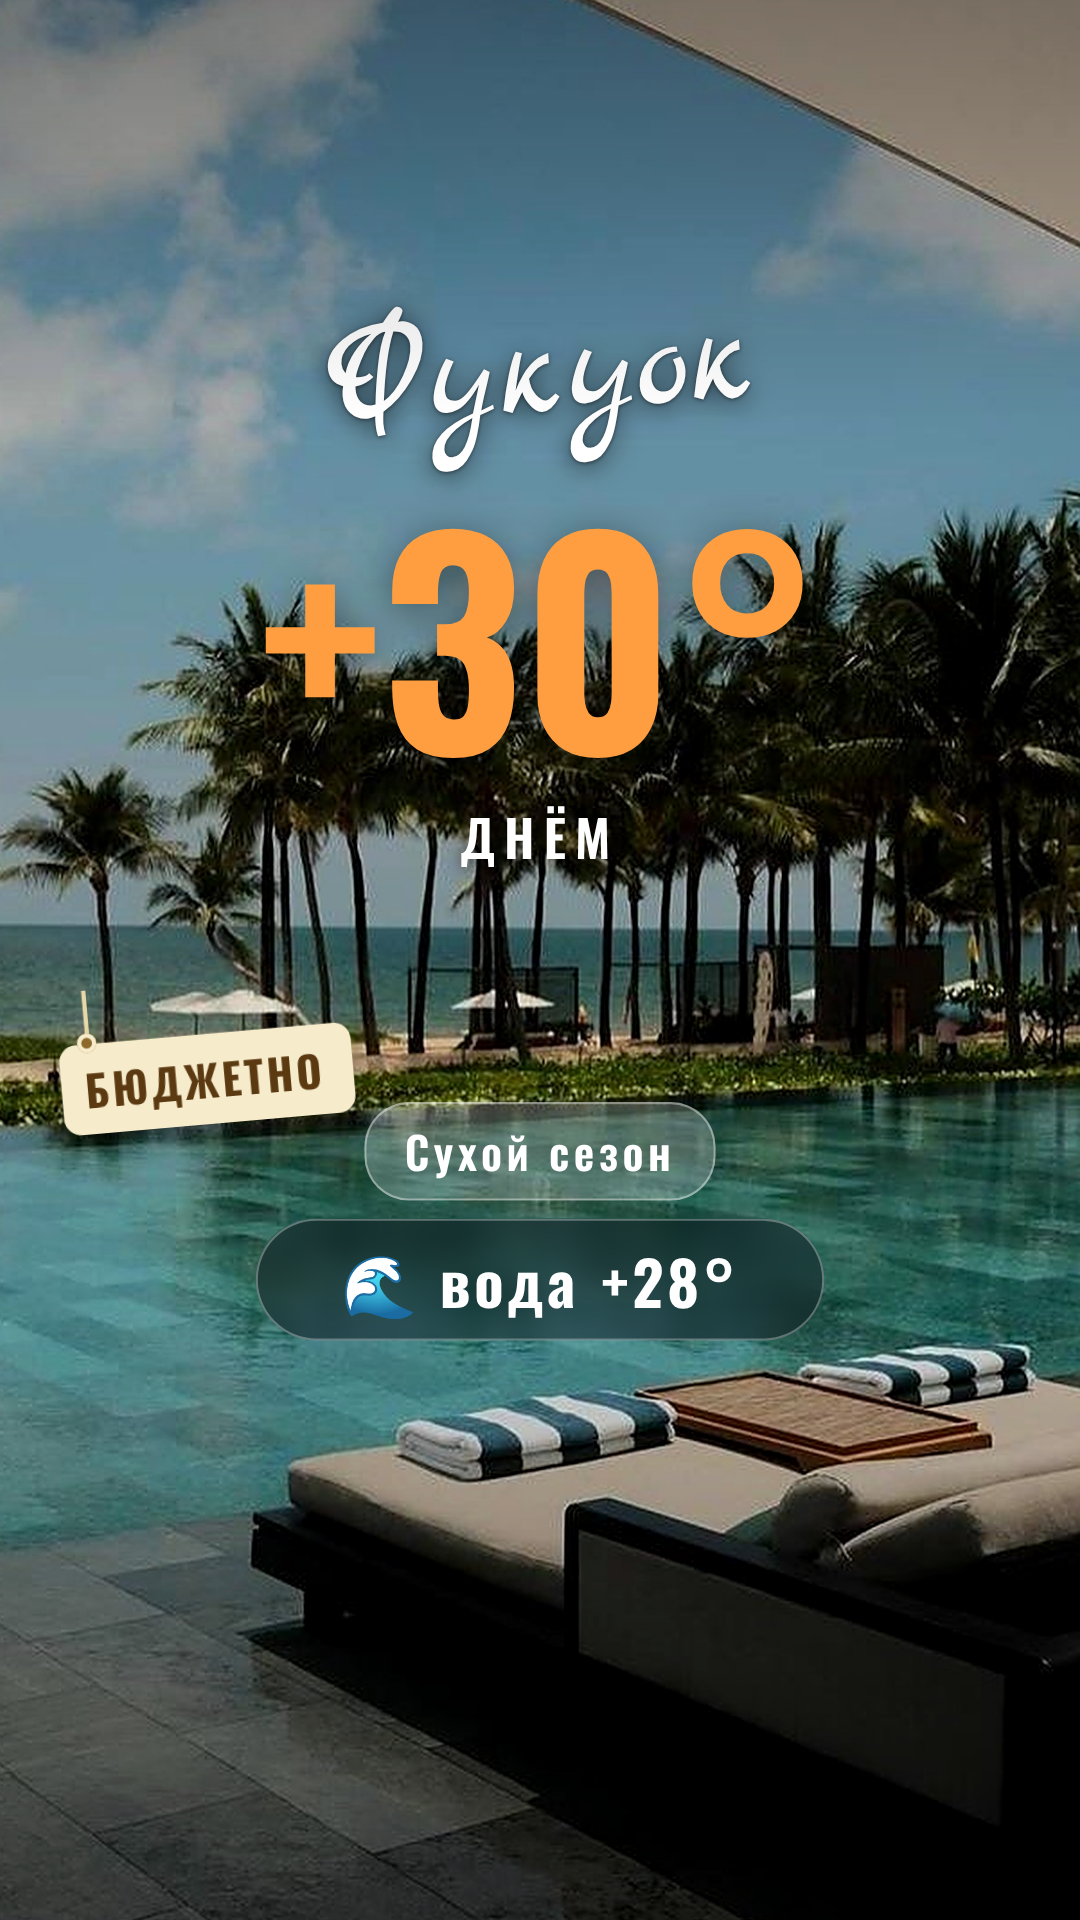 Фукуок
+30°
ДНЁМ
БЮДЖЕТНО
Сухой сезон
🌊 вода +28°